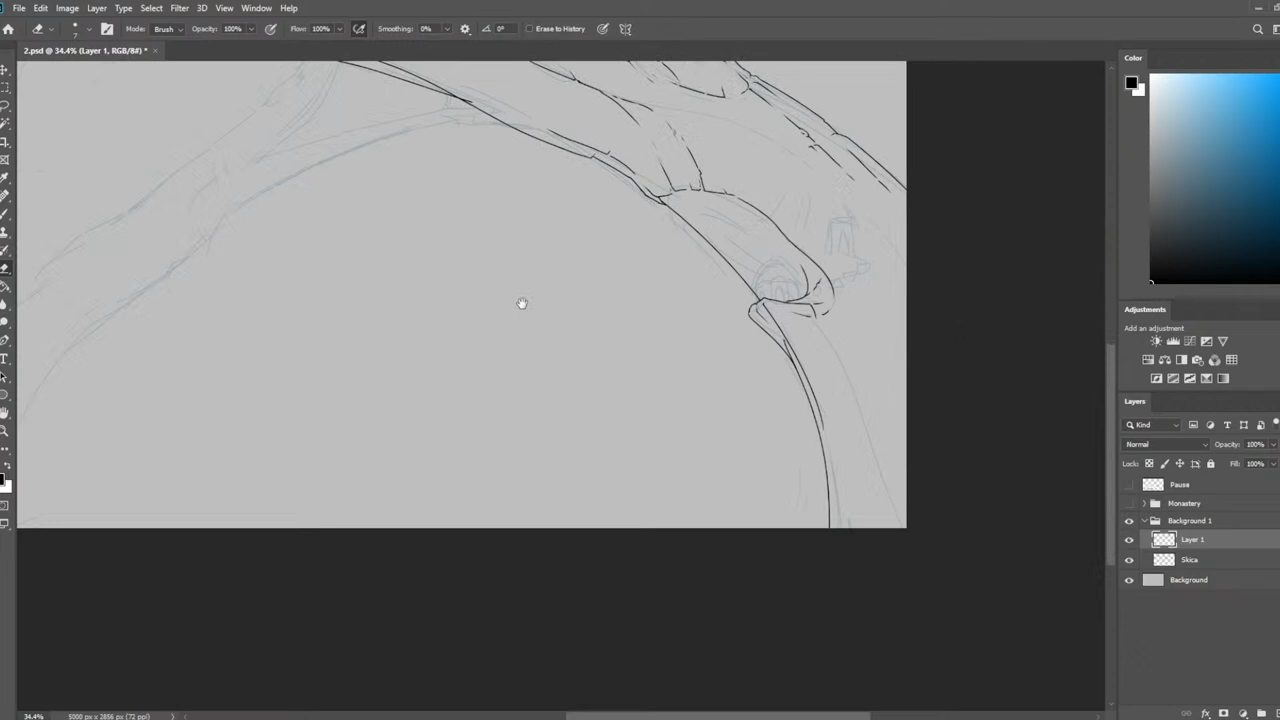 File Edit Image Layer Type Select Filter 3D View Window Help
7 Mode: Brush Opacity: 100% Flow: 100% Smoothing: 0% 0° Erase to History
2.psd @ 34.4% (Layer 1, RGB/8#) * ×
Color
Adjustments
Add an adjustment
Layers
Kind
Normal Opacity: 100%
Lock: Fill: 100%
Pause
Monastery
Background 1
Layer 1
Skica
Background
34.4% 5000 px x 2856 px (72 ppi)